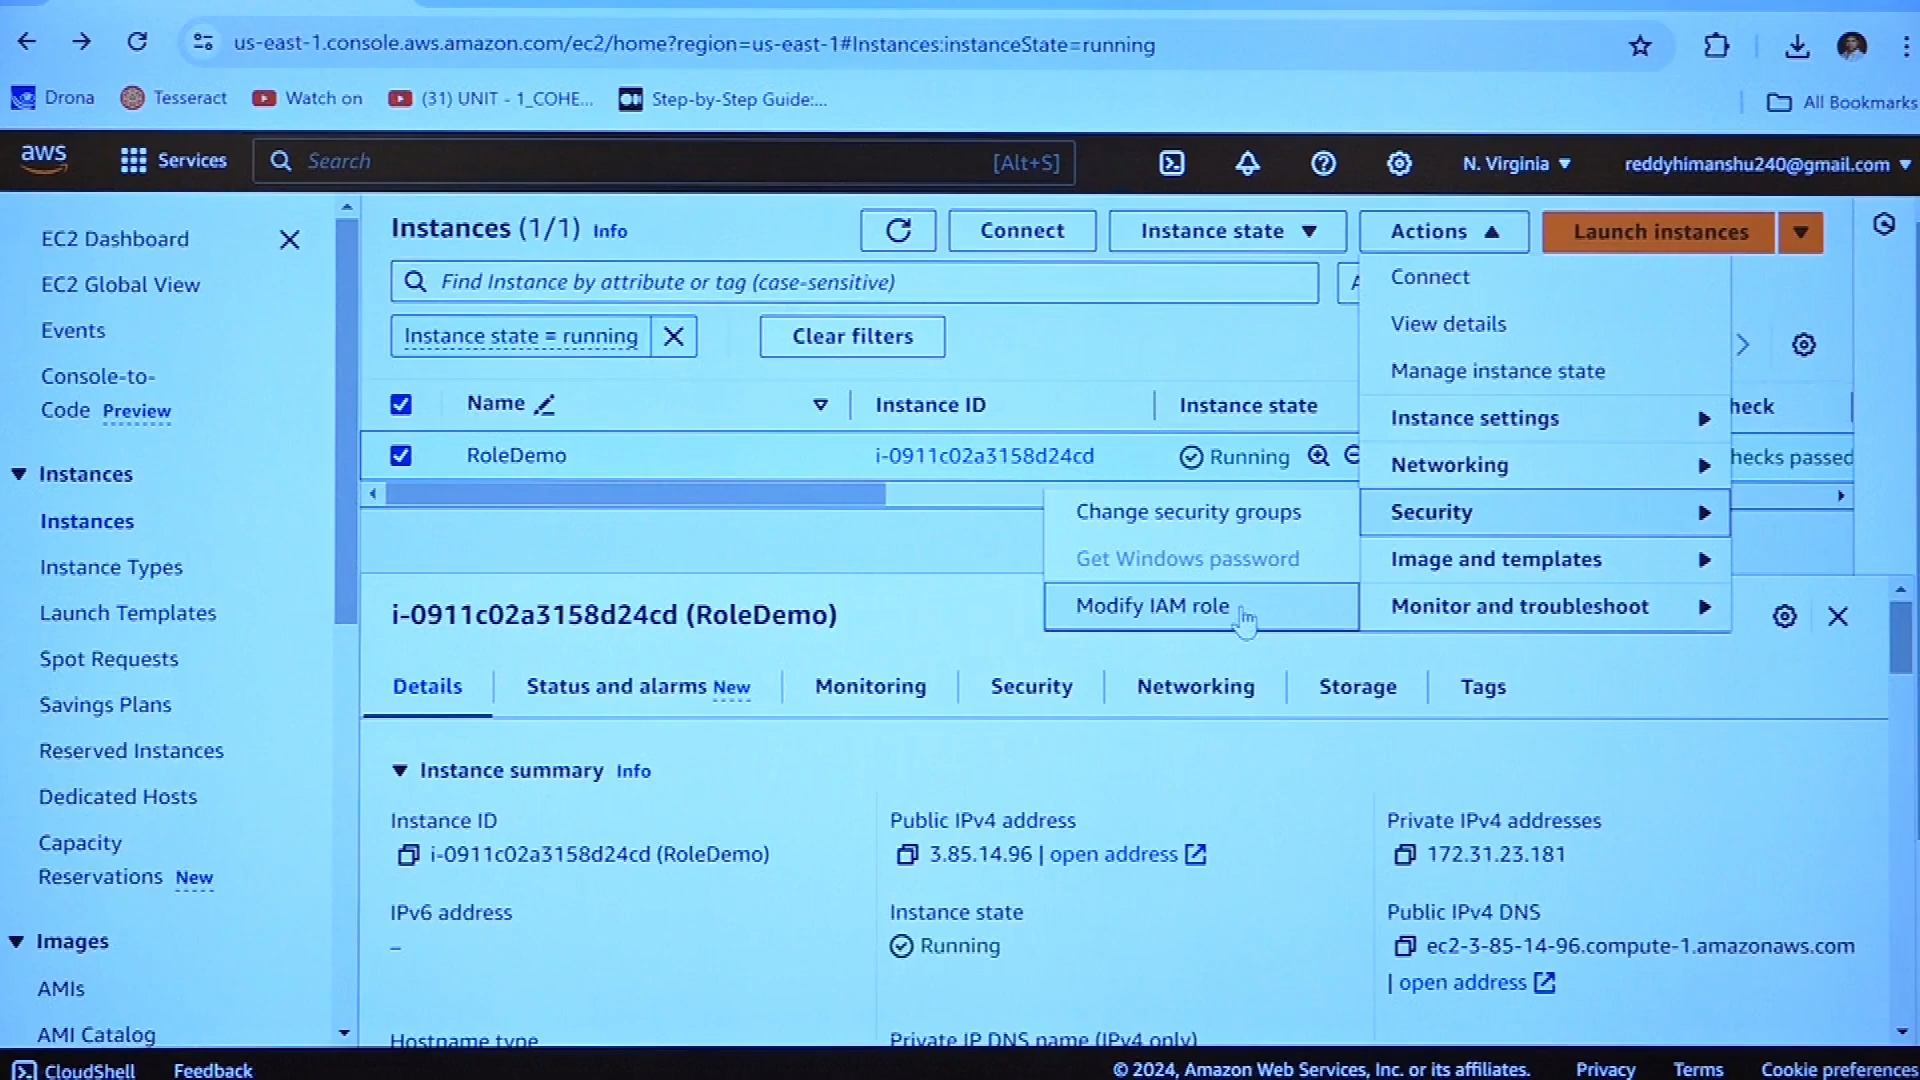 us-east-1.console.aws.amazon.com/ec2/home?region=us-east-1#Instances:instanceState=running
Drona
Tesseract
Watch on
(31) UNIT - 1_COHE...
Step-by-Step Guide:...
All Bookmarks
aws
Services
Search
[Alt+S]
N. Virginia
reddyhimanshu240@gmail.com
EC2 Dashboard
EC2 Global View
Events
Console-to-
Code Preview
Instances
Instances
Instance Types
Launch Templates
Spot Requests
Savings Plans
Reserved Instances
Dedicated Hosts
Capacity
Reservations New
Images
AMIs
AMI Catalog
Instances (1/1) Info
Connect
Instance state
Actions
Launch instances
Find Instance by attribute or tag (case-sensitive)
Instance state = running
Clear filters
Name
Instance ID
Instance state
heck
RoleDemo
i-0911c02a3158d24cd
Running
hecks passed
Connect
View details
Manage instance state
Instance settings
Networking
Security
Image and templates
Monitor and troubleshoot
Change security groups
Get Windows password
Modify IAM role
i-0911c02a3158d24cd (RoleDemo)
Details
Status and alarms New
Monitoring
Security
Networking
Storage
Tags
Instance summary Info
Instance ID
i-0911c02a3158d24cd (RoleDemo)
Public IPv4 address
3.85.14.96 | open address
Private IPv4 addresses
172.31.23.181
IPv6 address
–
Instance state
Running
Public IPv4 DNS
ec2-3-85-14-96.compute-1.amazonaws.com
| open address
Hostname type
Private IP DNS name (IPv4 only)
CloudShell
Feedback
© 2024, Amazon Web Services, Inc. or its affiliates.
Privacy
Terms
Cookie preferences